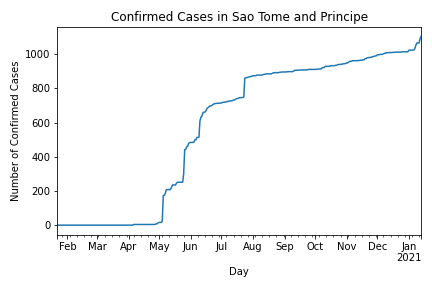 Confirmed Cases in Sao Tome and Principe
Number of Confirmed Cases
1000
800
600
400
200
0
Feb Mar Apr May Jun Jul Aug Sep Oct Nov Dec Jan
2021
Day